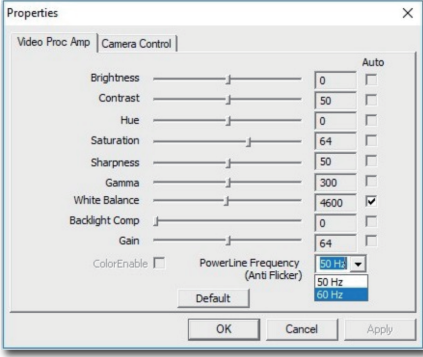 Properties
Video Proc Amp Camera Control
Auto
Brightness 0
Contrast 50
Hue 0
Saturation 64
Sharpness 50
Gamma 300
White Balance 4600
Backlight Comp 0
Gain 64
ColorEnable PowerLine Frequency 50 Hz
(Anti Flicker) 50 Hz
60 Hz
Default
OK Cancel Apply